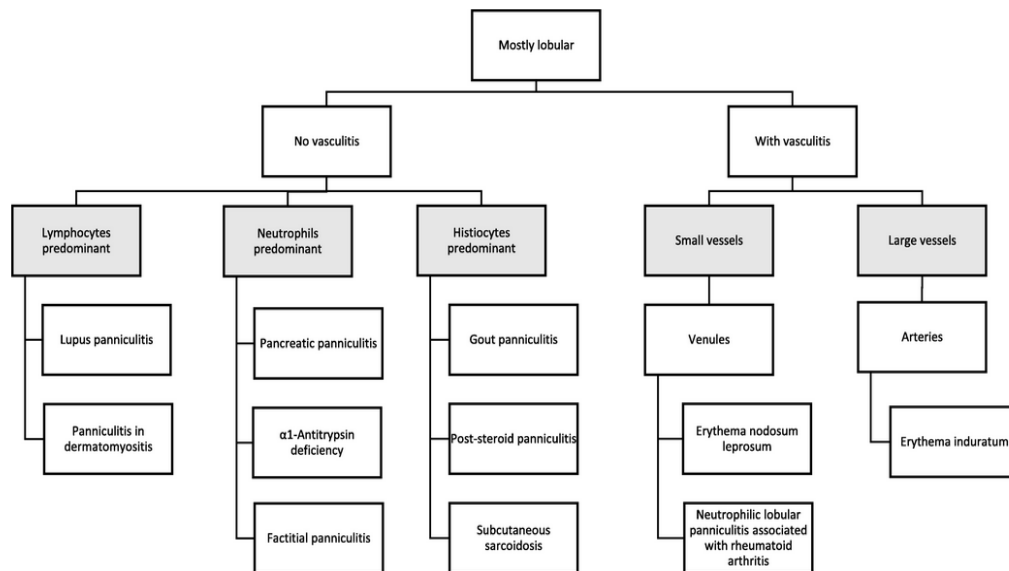 Mostly lobular
No vasculitis
With vasculitis
Lymphocytes
predominant
Neutrophils
predominant
Histiocytes
predominant
Small vessels
Large vessels
Lupus panniculitis
Pancreatic panniculitis
Gout panniculitis
Venules
Arteries
Panniculitis in
dermatomyositis
α1-Antitrypsin
deficiency
Post-steroid panniculitis
Erythema nodosum
leprosum
Erythema induratum
Factitial panniculitis
Subcutaneous
sarcoidosis
Neutrophilic lobular
panniculitis associated
with rheumatoid
arthritis